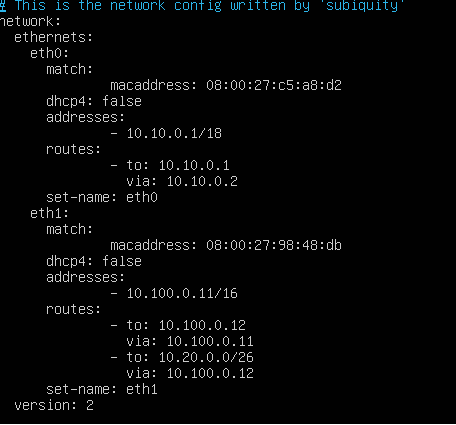 # This is the network config written by 'subiquity'
network:
  ethernets:
    eth0:
      match:
              macaddress: 08:00:27:c5:a8:d2
      dhcp4: false
      addresses:
              - 10.10.0.1/18
      routes:
              - to: 10.10.0.1
                via: 10.10.0.2
      set-name: eth0
    eth1:
      match:
              macaddress: 08:00:27:98:48:db
      dhcp4: false
      addresses:
              - 10.100.0.11/16
      routes:
              - to: 10.100.0.12
                via: 10.100.0.11
              - to: 10.20.0.0/26
                via: 10.100.0.12
      set-name: eth1
  version: 2